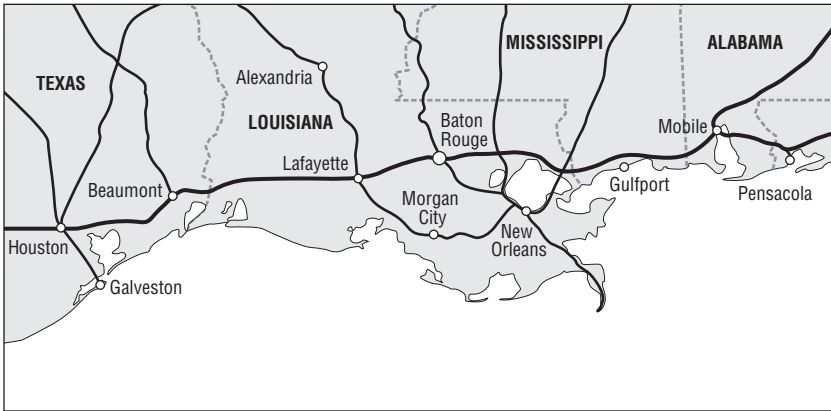 MISSISSIPPI
ALABAMA
TEXAS
Alexandria
LOUISIANA
Baton
Rouge
Mobile
Lafayette
Beaumont
Gulfport
Pensacola
Morgan
City
Houston
New
Orleans
Galveston